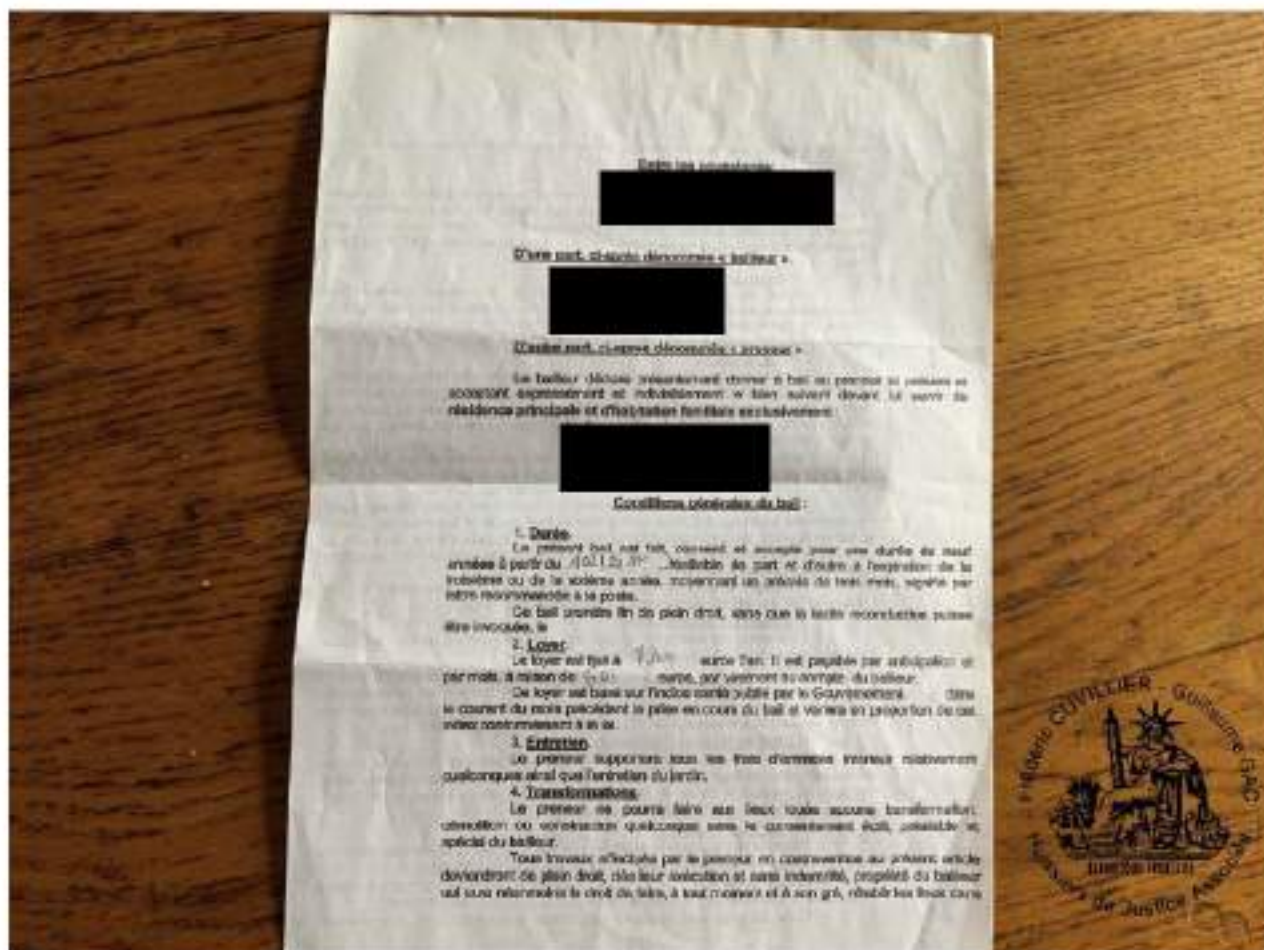 Entre les soussignés
D'une part, ci-après dénommée « bailleur ».
D'autre part, ci-après dénommée « preneur ».
Le bailleur déclare présentement donner à bail au preneur
acceptant expressément et indivisiblement le bien suivant devant lui servir de
résidence principale et d'habitation familiale exclusivement
Conditions générales du bail :
1. Durée.
Le présent bail est fait, consenti et accepté pour une durée de neuf
années à partir du résiliable de part et d'autre à l'expiration de la
troisième ou de la sixième année, moyennant un préavis de trois mois, signifié par
lettre recommandée à la poste.
Ce bail prendra fin de plein droit, sans que la tacite reconduction puisse
être invoquée, le
2. Loyer.
Le loyer est fixé à euros l'an. Il est payable par anticipation et
par mois, à raison de euros, par versement au compte du bailleur.
Ce loyer est basé sur l'indice santé publié par le Gouvernement dans
le courant du mois précédant la prise en cours du bail et variera en proportion de cet
index conformément à la loi.
3. Entretien.
Le preneur supportera tous les frais d'entretien relativement
quelconques ainsi que l'entretien du jardin.
4. Transformations.
Le preneur ne pourra faire aux lieux loués aucune transformation,
démolition ou construction quelconque sans le consentement écrit, préalable et
spécial du bailleur.
Tous travaux effectués par le preneur en contravention au présent article
deviendront de plein droit, dès leur exécution et sans indemnité, propriété du bailleur
qui aura néanmoins le droit de faire, à tout moment et à son gré, rétablir les lieux dans
Frédéric CUVILLIER - Guillaume
Huissiers de Justice Associés